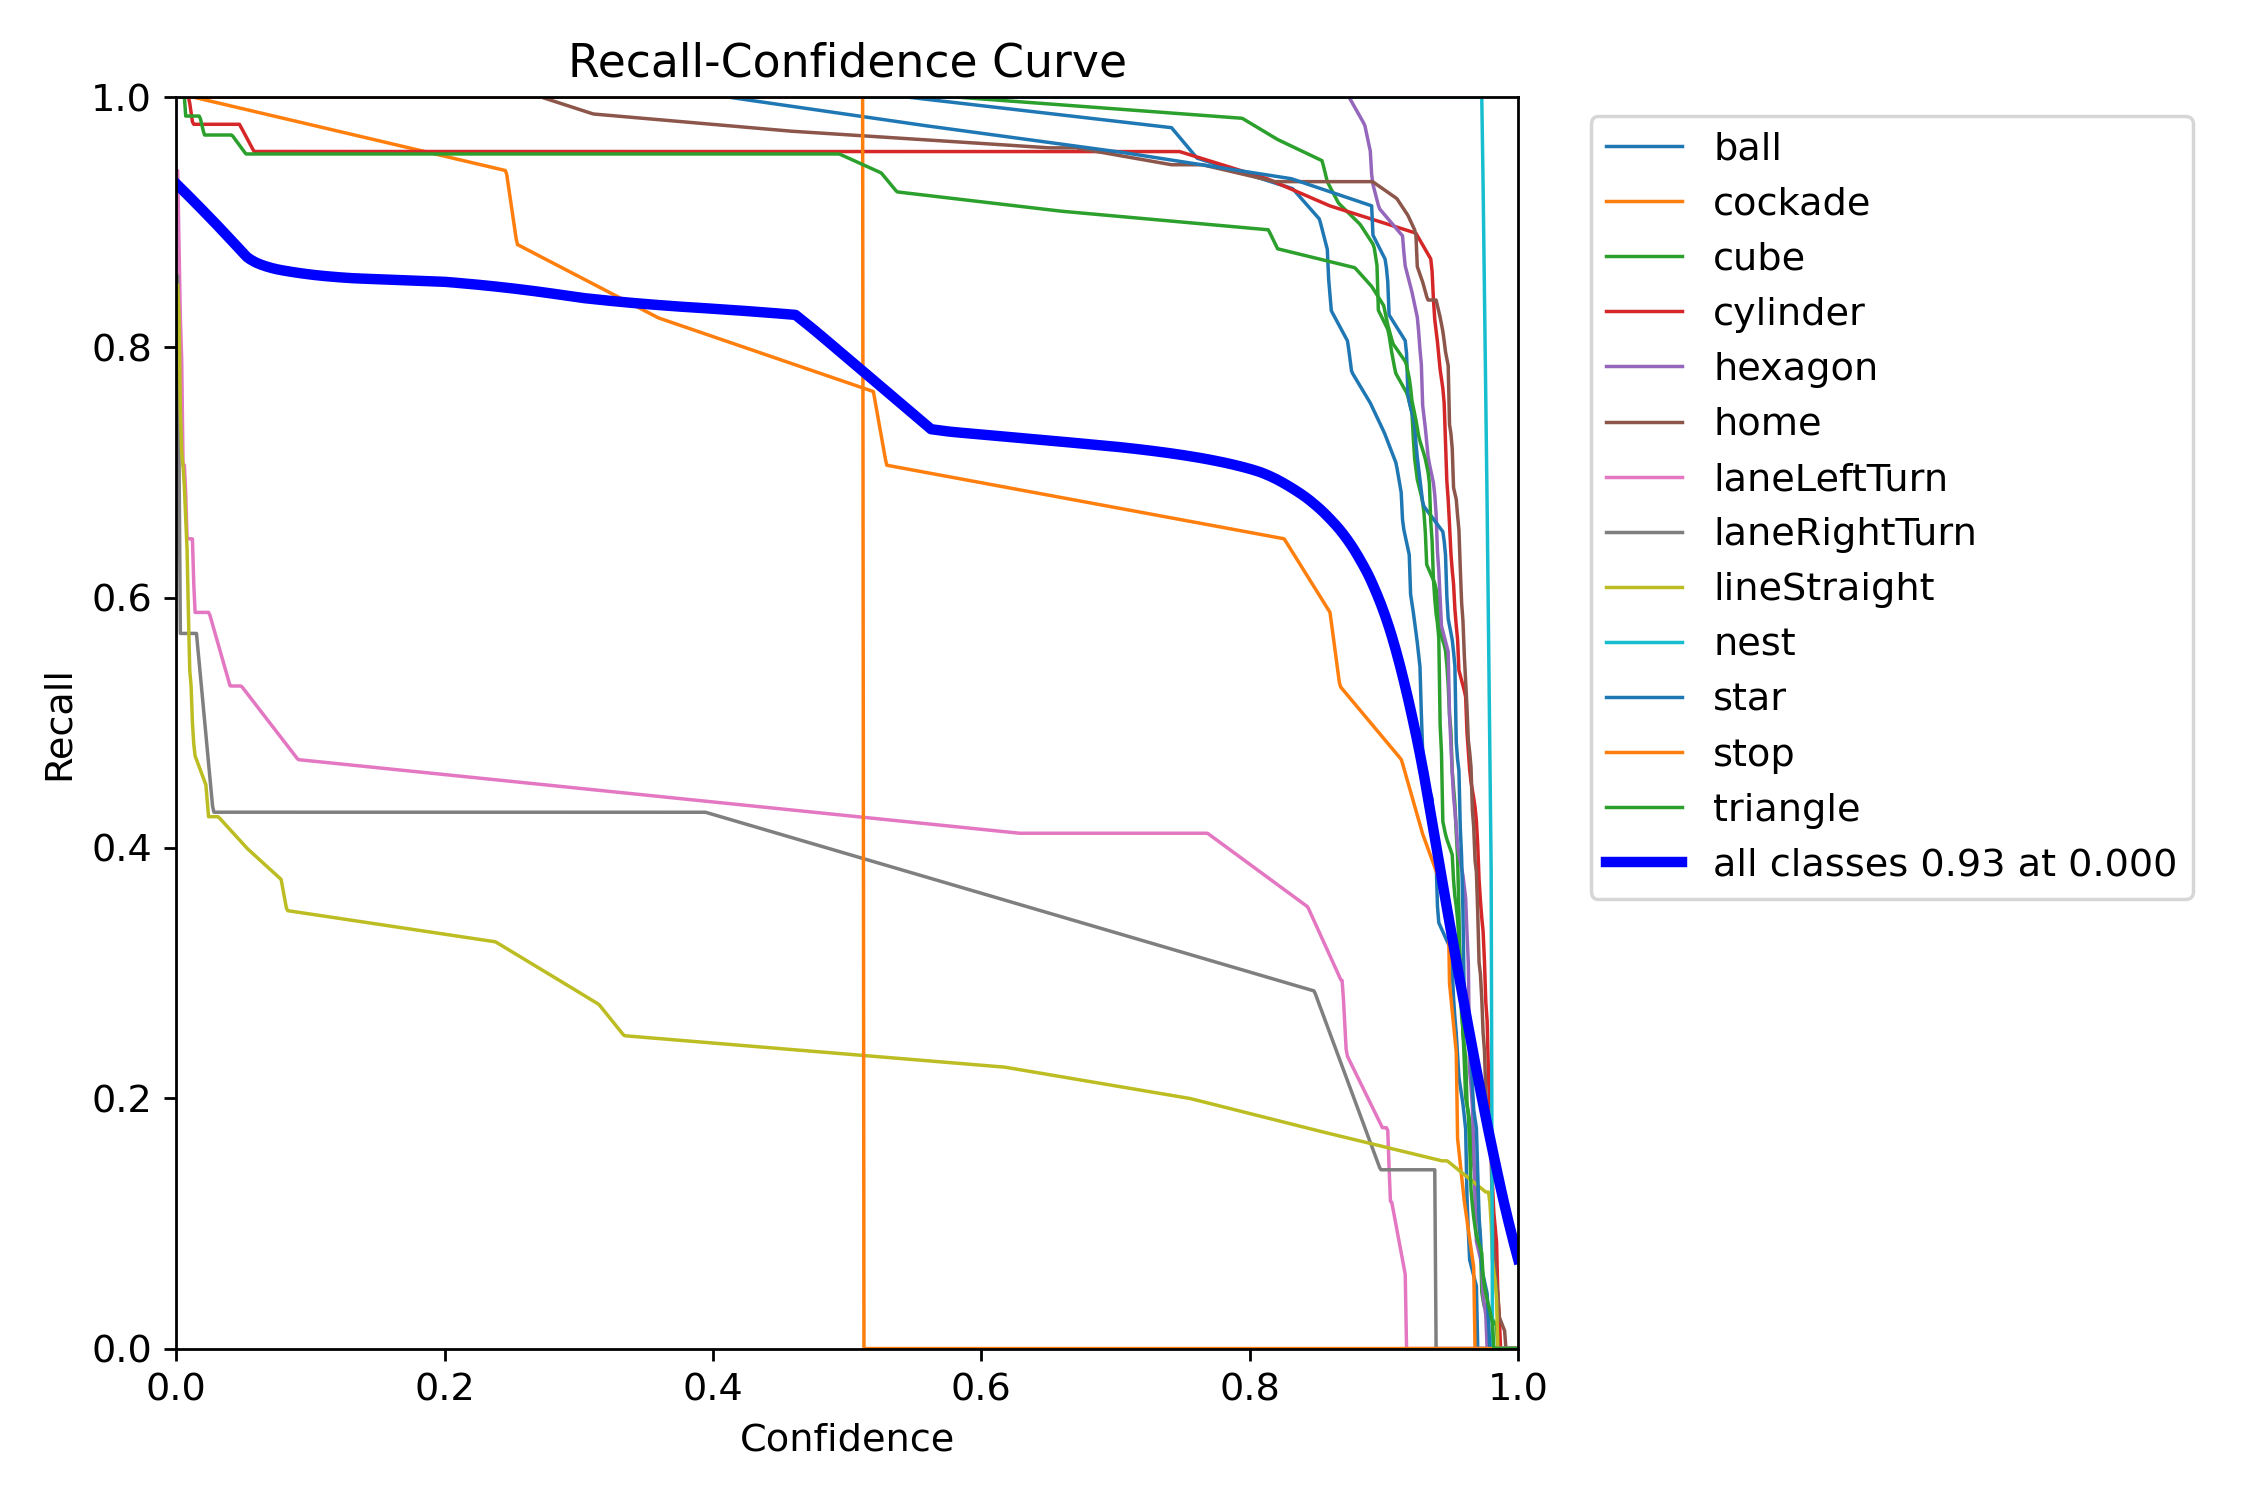 Recall-Confidence Curve
1.0
0.8
0.6
0.4
0.2
0.0
Recall
0.0 0.2 0.4 0.6 0.8 1.0
Confidence
ball
cockade
cube
cylinder
hexagon
home
laneLeftTurn
laneRightTurn
lineStraight
nest
star
stop
triangle
all classes 0.93 at 0.000